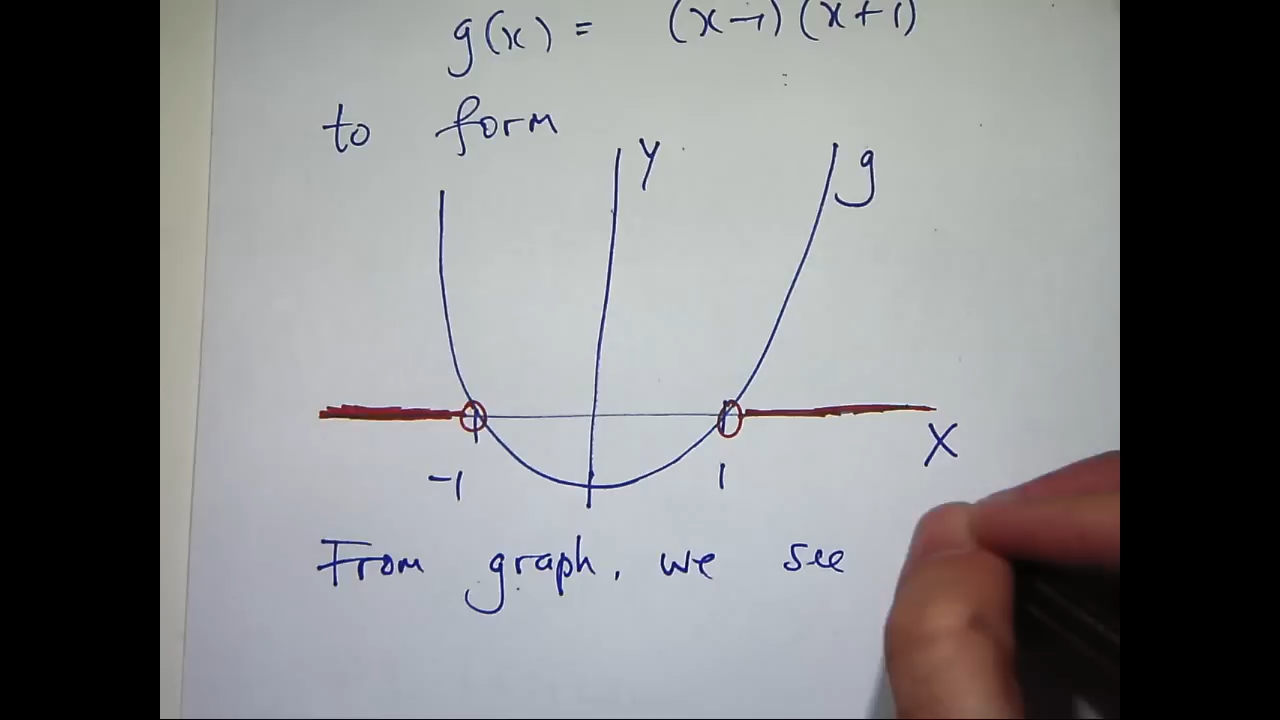 g(x) = (x-1)(x+1)
to form
y
g
-1
1
X
From graph, we see